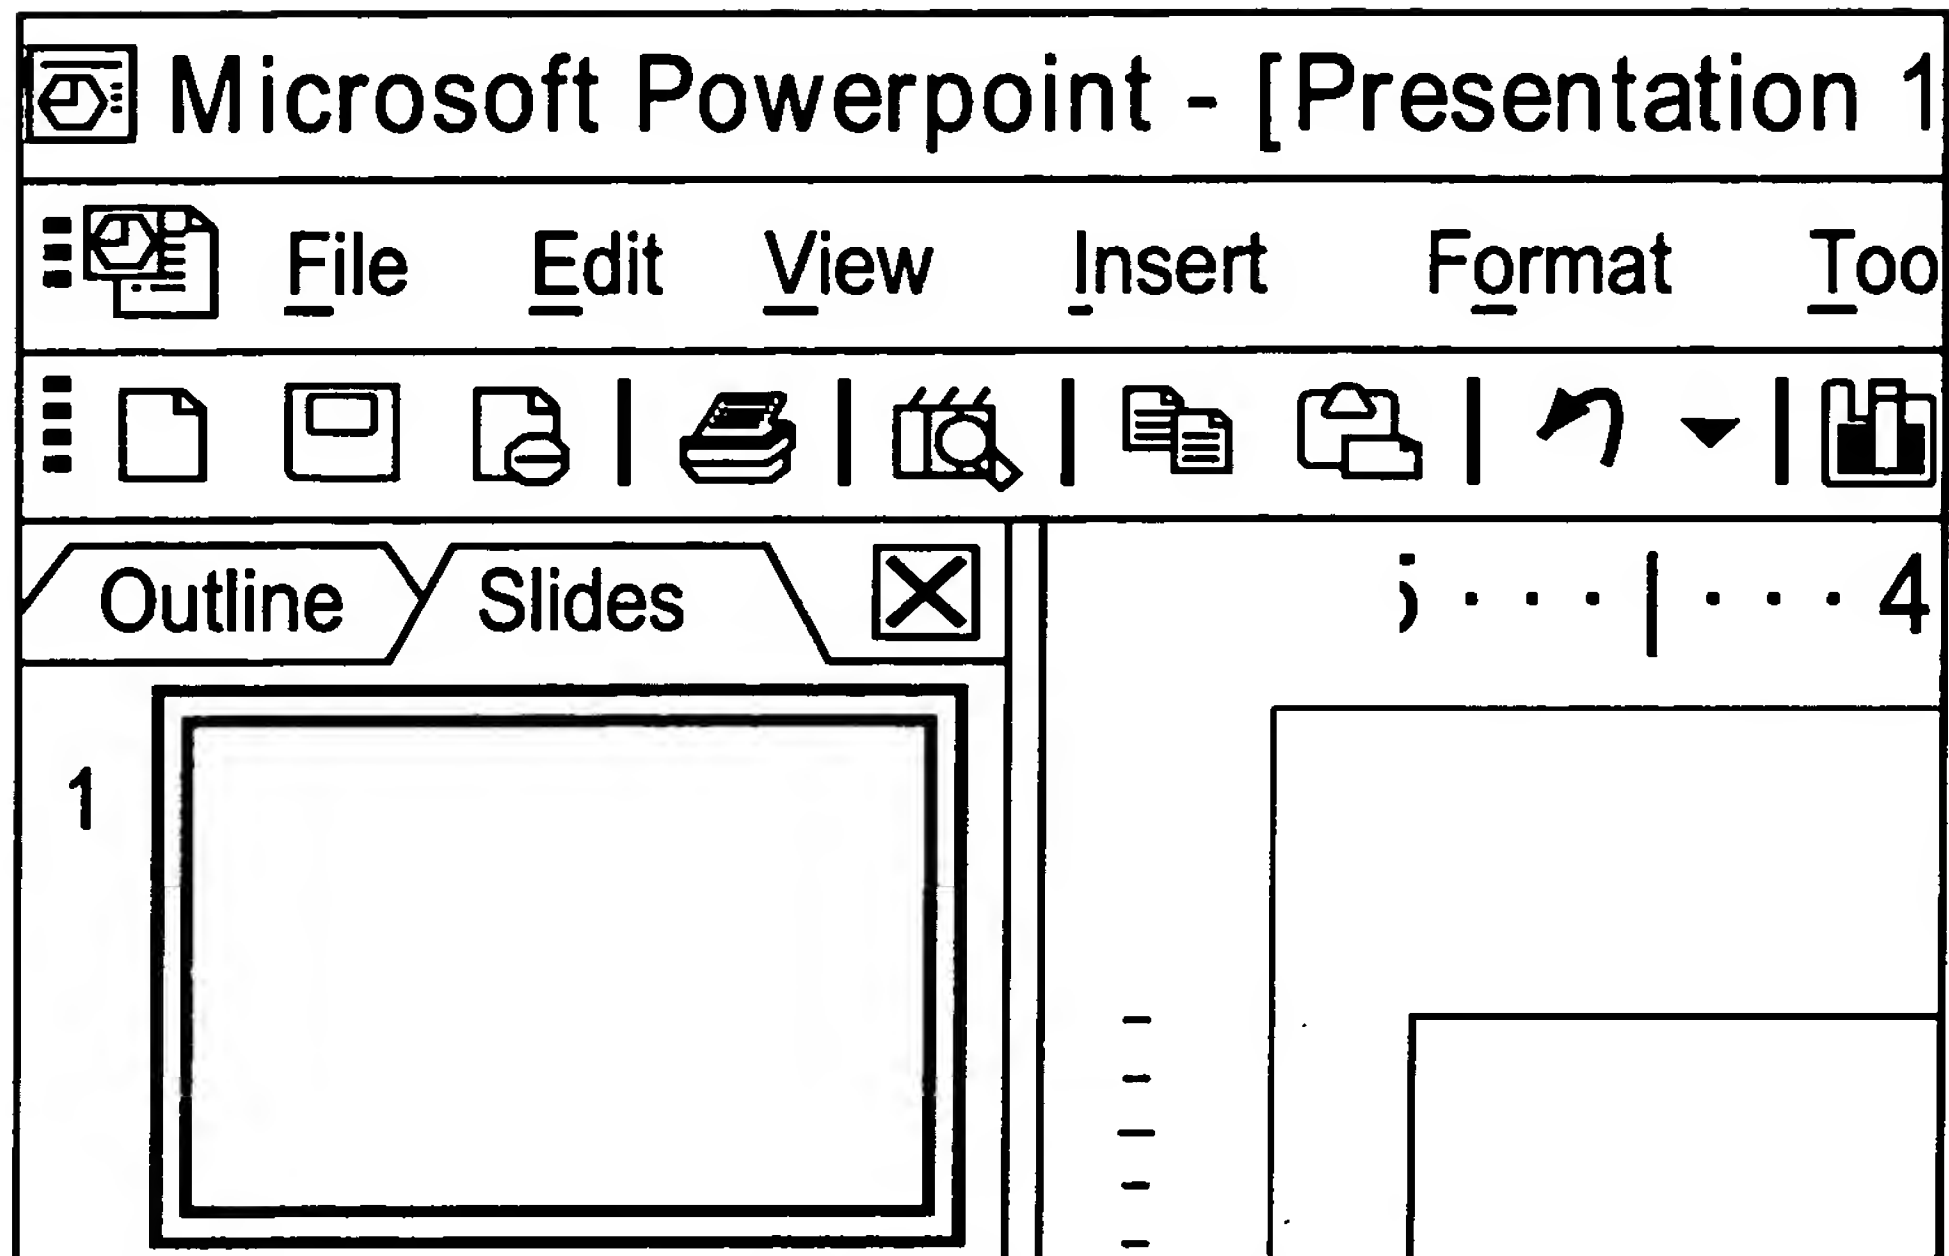 Microsoft Powerpoint - [Presentation 1
File Edit View Insert Format Too
Outline Slides
4
1